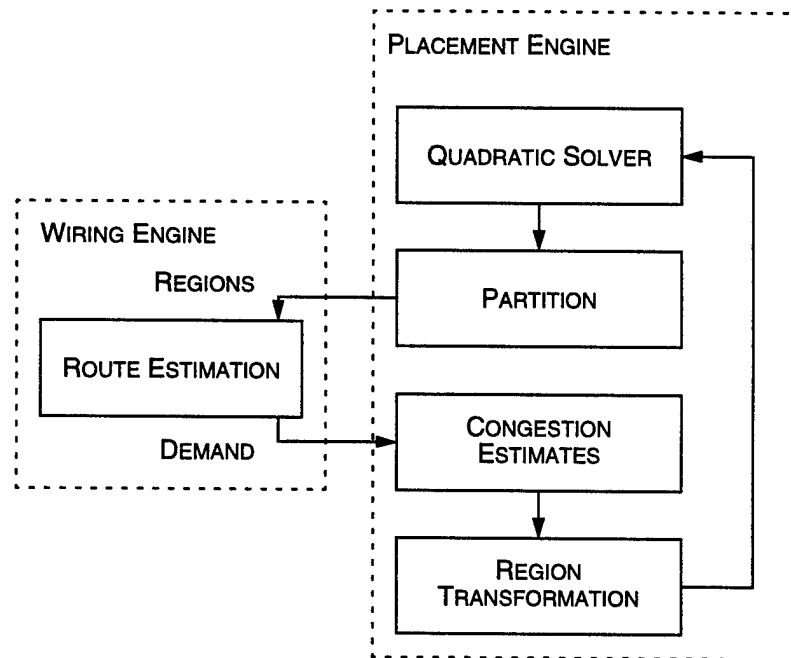 PLACEMENT ENGINE
QUADRATIC SOLVER
WIRING ENGINE
REGIONS
PARTITION
ROUTE ESTIMATION
DEMAND
CONGESTION
ESTIMATES
REGION
TRANSFORMATION